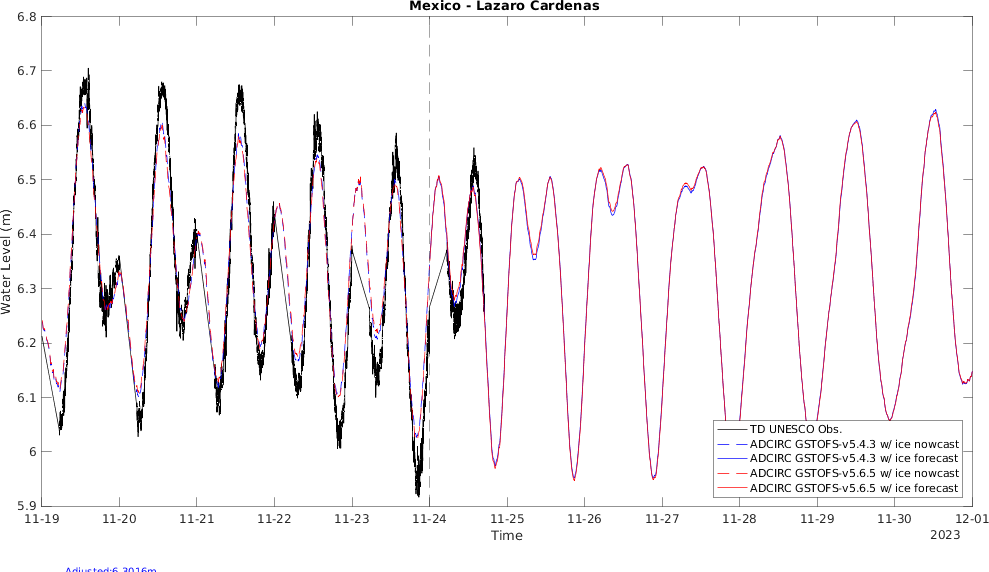 Mexico - Lazaro Cardenas
Water Level (m)
6.8
6.7
6.6
6.5
6.4
6.3
6.2
6.1
6
5.9
TD UNESCO Obs.
ADCIRC GSTOFS-v5.4.3 w/ ice nowcast
ADCIRC GSTOFS-v5.4.3 w/ ice forecast
ADCIRC GSTOFS-v5.6.5 w/ ice nowcast
ADCIRC GSTOFS-v5.6.5 w/ ice forecast
11-19 11-20 11-21 11-22 11-23 11-24 11-25 11-26 11-27 11-28 11-29 11-30 12-01
Time
2023
Adjusted:6.3016m